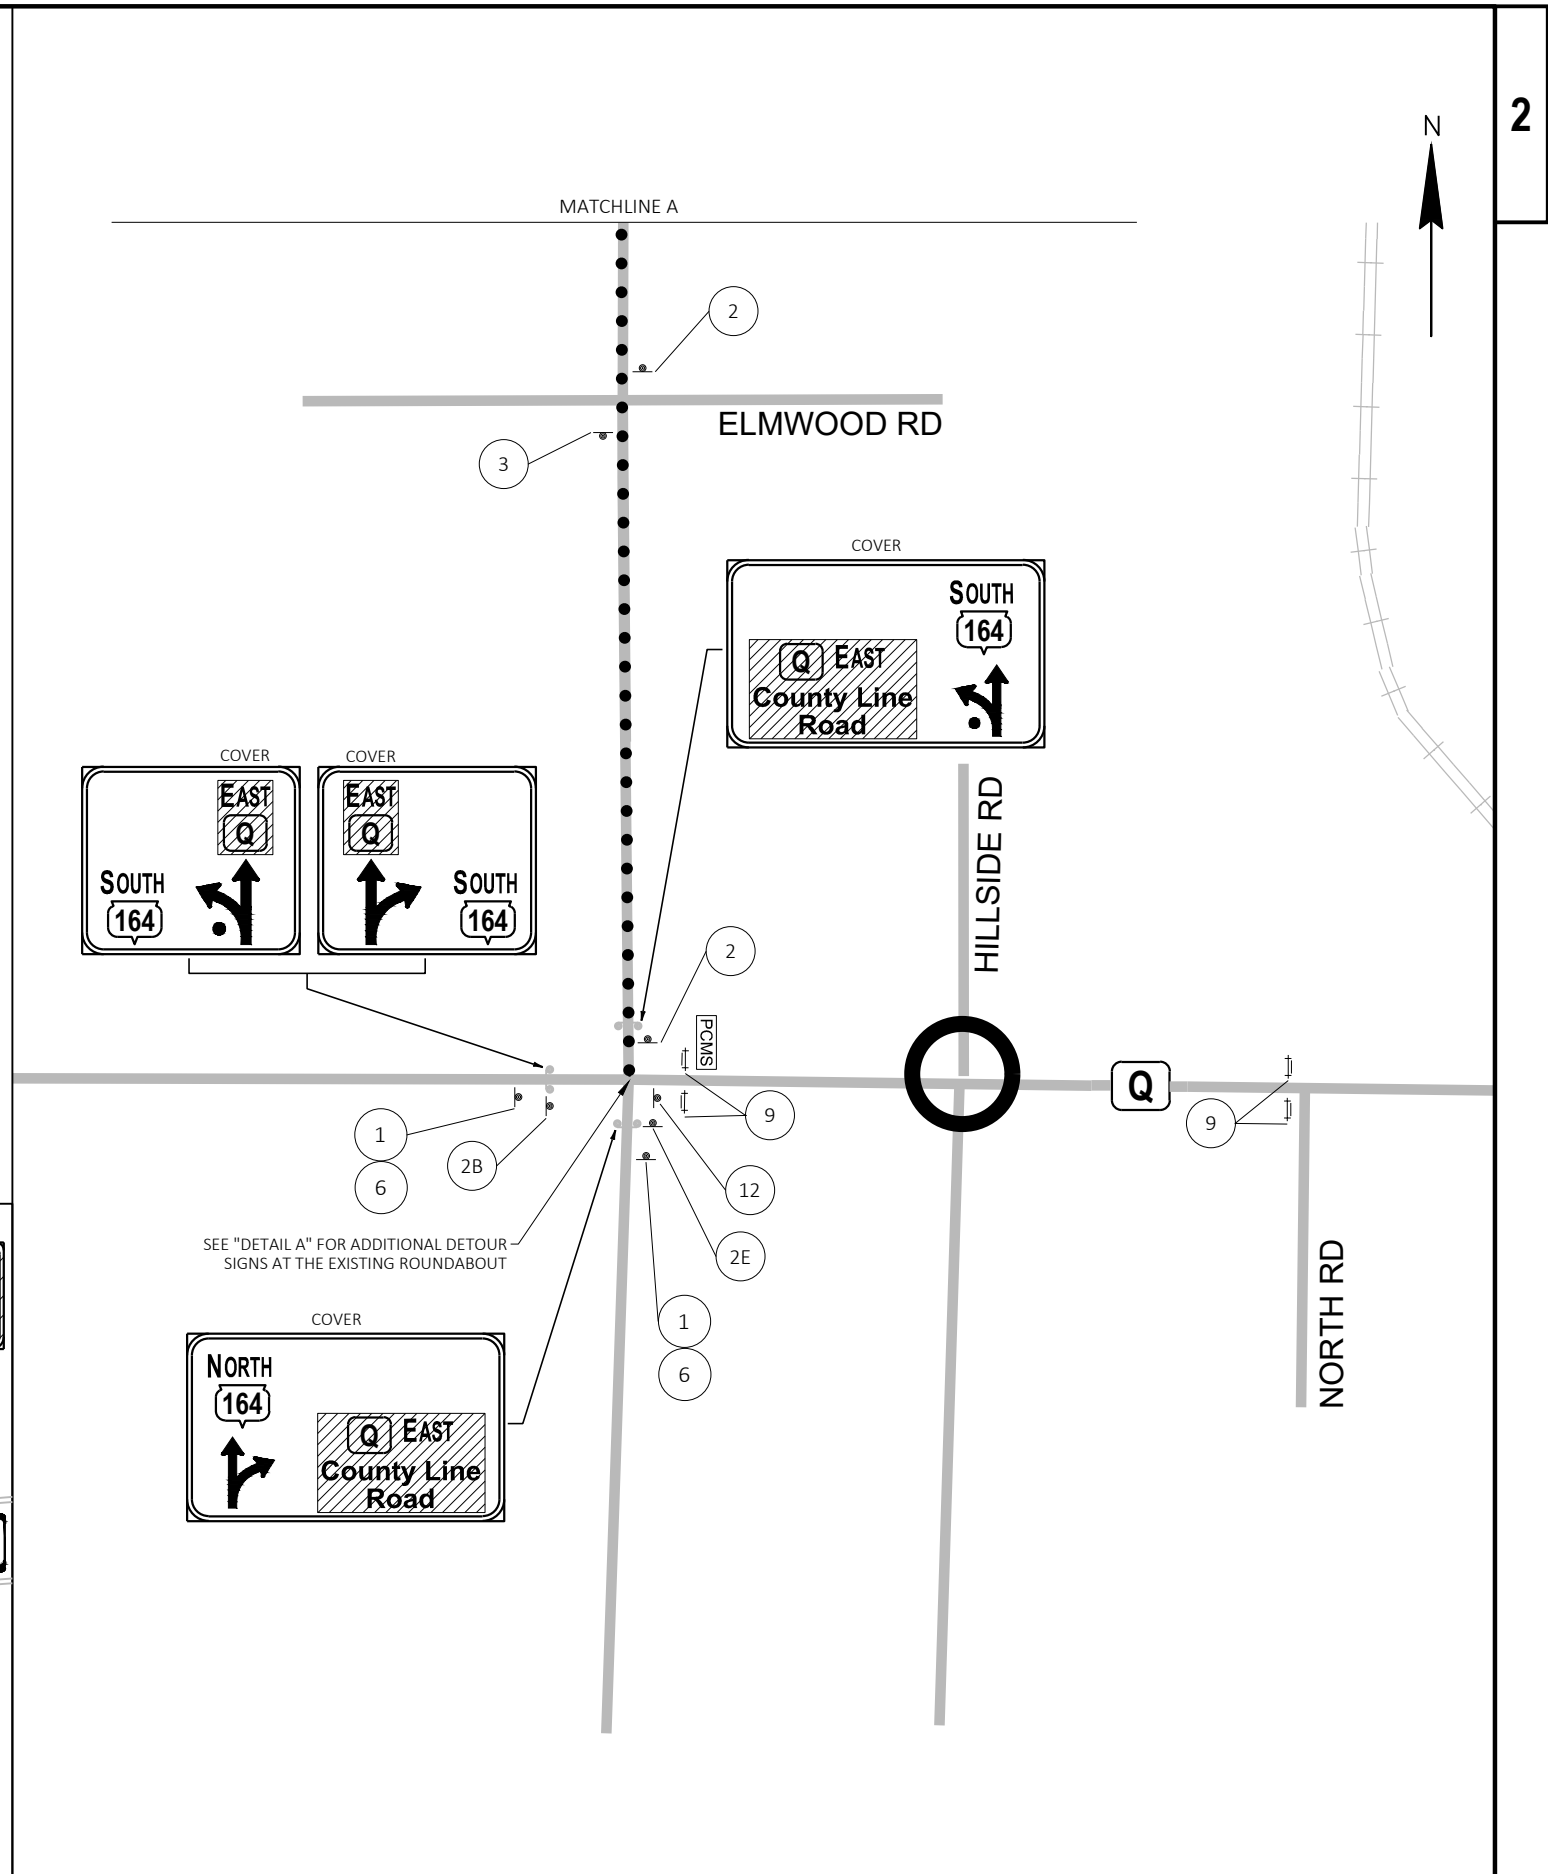 2
N
MATCHLINE A
2
ELMWOOD RD
3
COVER
SOUTH
164
Q EAST
County Line
Road
COVER
COVER
EAST
Q
SOUTH
164
EAST
Q
SOUTH
164
HILLSIDE RD
2
PCMS
Q
1
6
2B
9
9
12
SEE "DETAIL A" FOR ADDITIONAL DETOUR
SIGNS AT THE EXISTING ROUNDABOUT
2E
NORTH RD
1
6
COVER
NORTH
164
Q EAST
County Line
Road